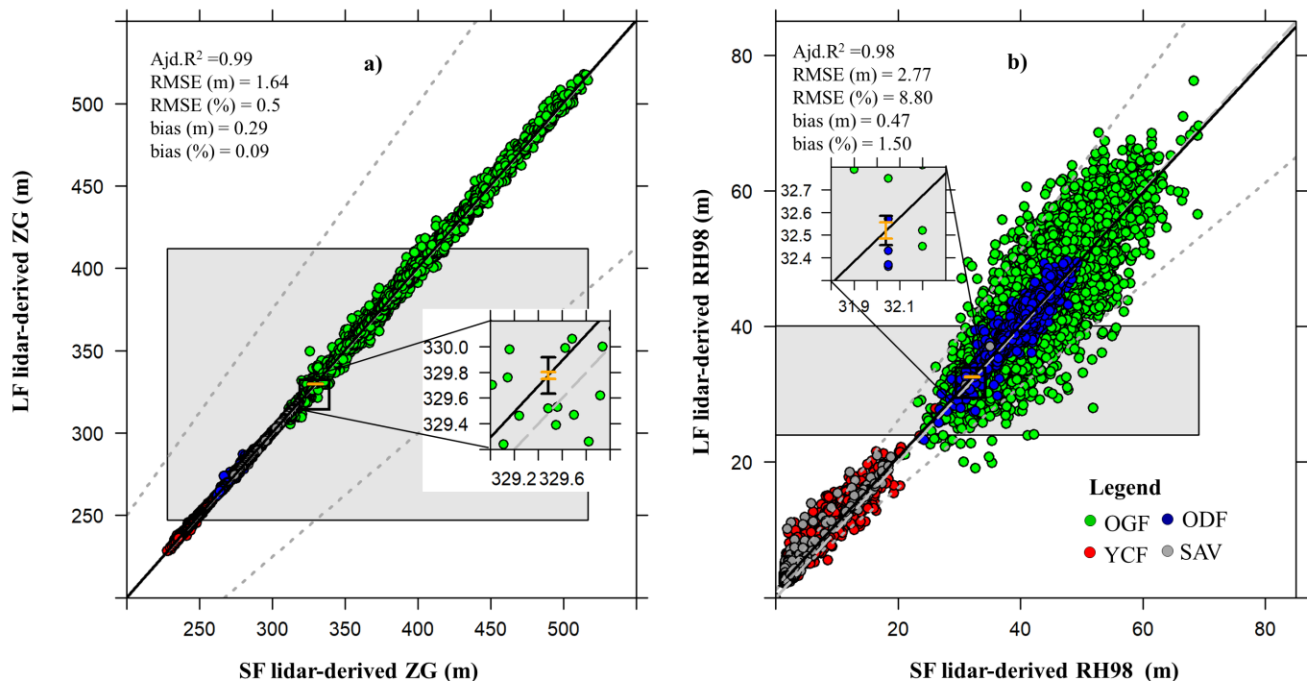 Ajd.R² =0.99
RMSE (m) = 1.64
RMSE (%) = 0.5
bias (m) = 0.29
bias (%) = 0.09
a)
500
450
400
350
300
250
LF lidar-derived ZG (m)
330.0
329.8
329.6
329.4
329.2 329.6
250 300 350 400 450 500
SF lidar-derived ZG (m)
Ajd.R² =0.98
RMSE (m) = 2.77
RMSE (%) = 8.80
bias (m) = 0.47
bias (%) = 1.50
b)
80
60
40
20
LF lidar-derived RH98 (m)
32.7
32.6
32.5
32.4
31.9 32.1
Legend
OGF ODF
YCF SAV
20 40 60 80
SF lidar-derived RH98 (m)